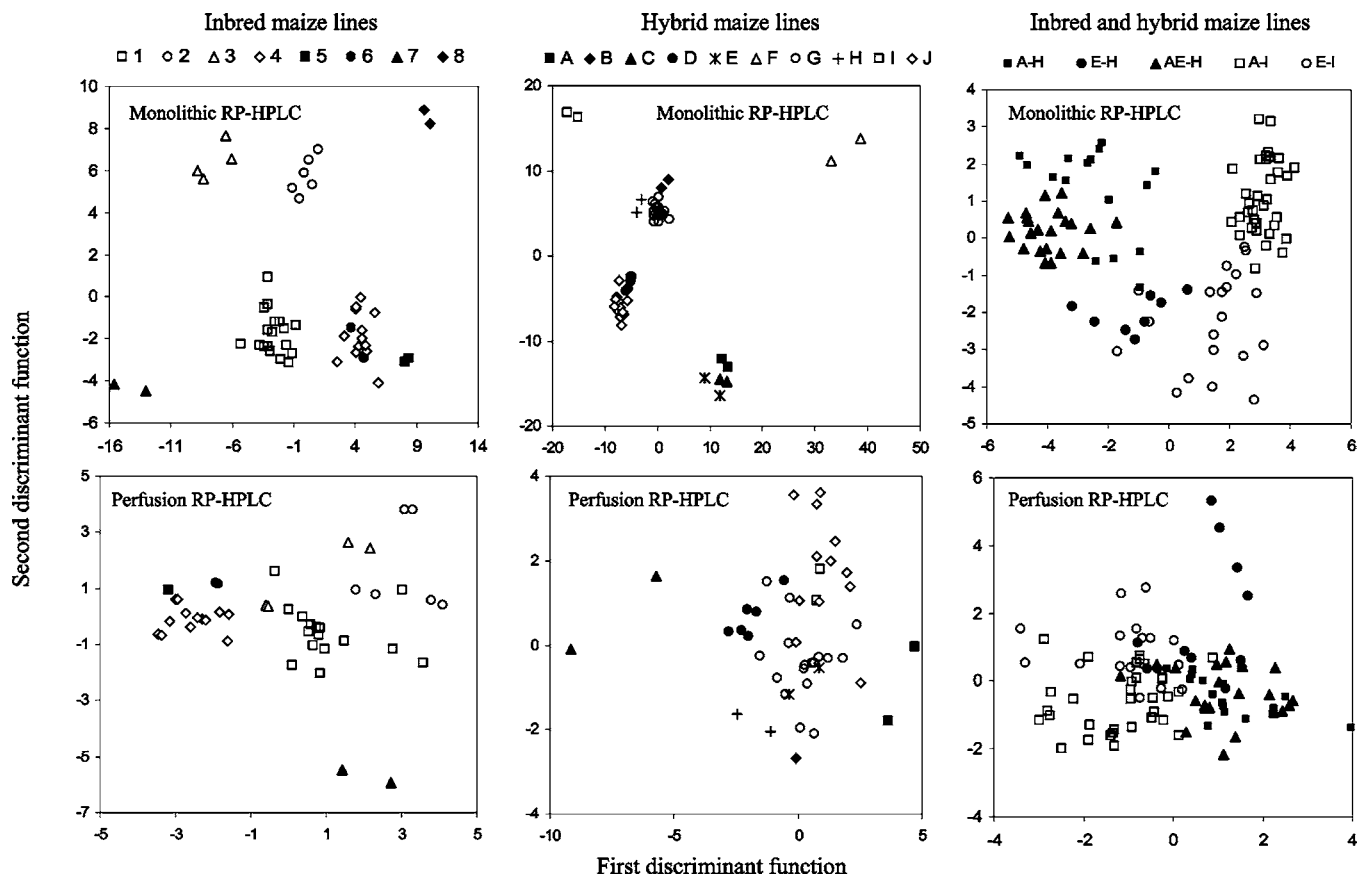 Inbred maize lines
Hybrid maize lines
Inbred and hybrid maize lines
1 2 3 4 5 6 7 8
A B C D E F G H I J
A-H E-H AE-H A-I E-I
Second discriminant function
Monolithic RP-HPLC
10
8
6
4
2
0
-2
-4
-6
-16 -11 -6 -1 4 9 14
Monolithic RP-HPLC
20
10
0
-10
-20
-20 -10 0 10 20 30 40 50
Monolithic RP-HPLC
4
3
2
1
0
-1
-2
-3
-4
-5
-6 -4 -2 0 2 4 6
Perfusion RP-HPLC
5
3
1
-1
-3
-5
-7
-5 -3 -1 1 3 5
Perfusion RP-HPLC
4
2
0
-2
-4
-10 -5 0 5
Perfusion RP-HPLC
6
4
2
0
-2
-4
-4 -2 0 2 4
First discriminant function